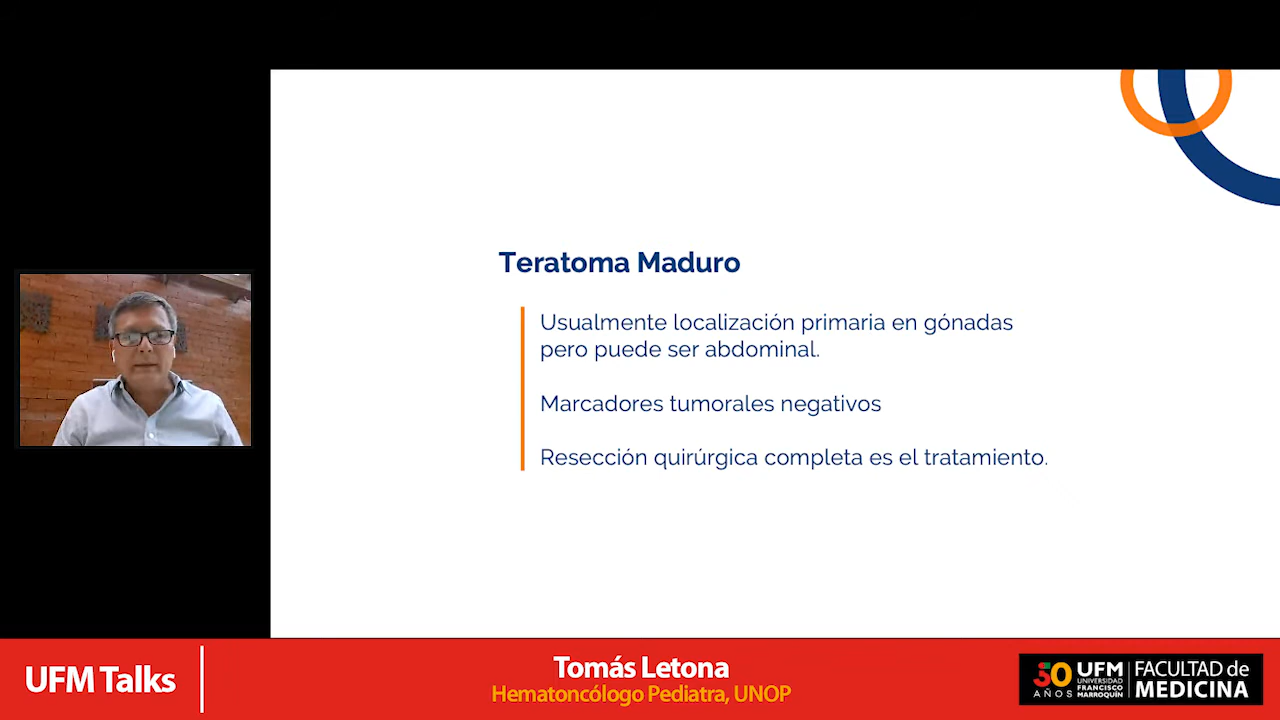 Teratoma Maduro
Usualmente localización primaria en gónadas
pero puede ser abdominal.
Marcadores tumorales negativos
Resección quirúrgica completa es el tratamiento.
UFM Talks
Tomás Letona
Hematoncólogo Pediatra, UNOP
50
AÑOS
UFM
UNIVERSIDAD
FRANCISCO
MARROQUÍN
FACULTAD de
MEDICINA